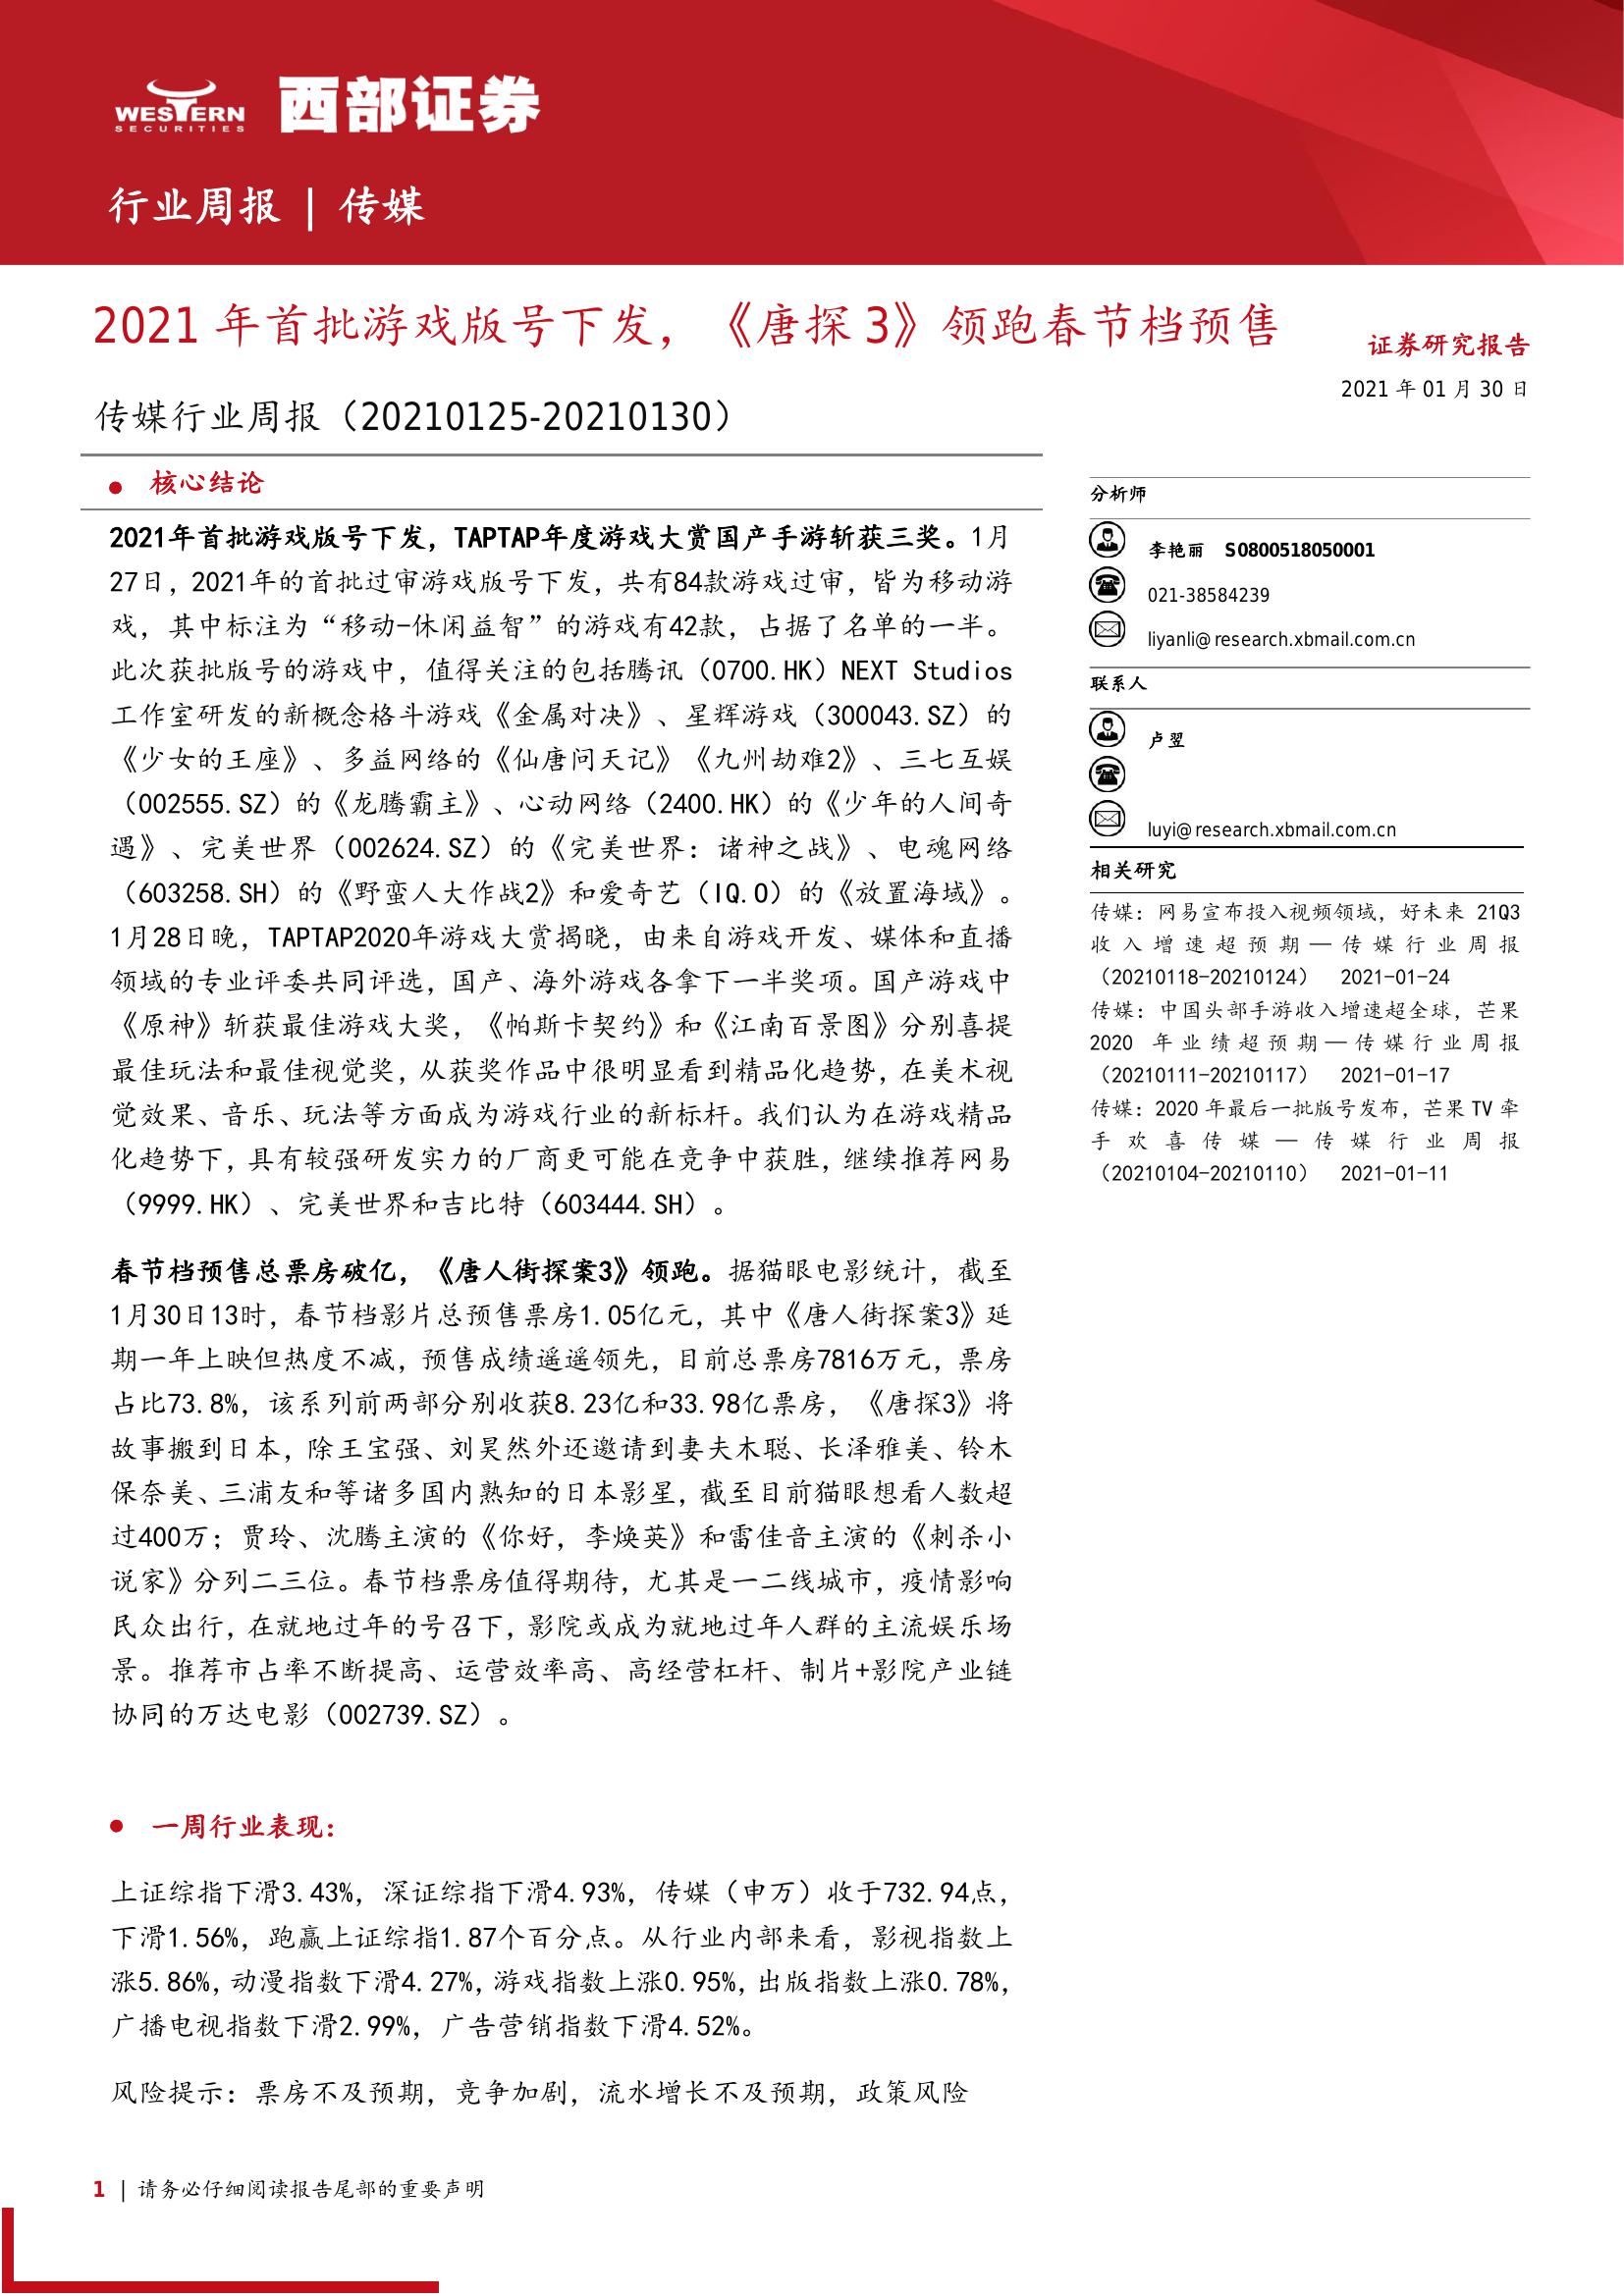 WESTERN
SECURITIES
西部证券
行业周报 | 传媒
2021 年首批游戏版号下发，《唐探 3》领跑春节档预售
证券研究报告
2021 年 01 月 30 日
传媒行业周报（20210125-20210130）
● 核心结论
2021年首批游戏版号下发，TAPTAP年度游戏大赏国产手游斩获三奖。1月
27日，2021年的首批过审游戏版号下发，共有84款游戏过审，皆为移动游
戏，其中标注为“移动-休闲益智”的游戏有42款，占据了名单的一半。
此次获批版号的游戏中，值得关注的包括腾讯（0700.HK）NEXT Studios
工作室研发的新概念格斗游戏《金属对决》、星辉游戏（300043.SZ）的
《少女的王座》、多益网络的《仙唐问天记》《九州劫难2》、三七互娱
（002555.SZ）的《龙腾霸主》、心动网络（2400.HK）的《少年的人间奇
遇》、完美世界（002624.SZ）的《完美世界：诸神之战》、电魂网络
（603258.SH）的《野蛮人大作战2》和爱奇艺（IQ.O）的《放置海域》。
1月28日晚，TAPTAP2020年游戏大赏揭晓，由来自游戏开发、媒体和直播
领域的专业评委共同评选，国产、海外游戏各拿下一半奖项。国产游戏中
《原神》斩获最佳游戏大奖，《帕斯卡契约》和《江南百景图》分别喜提
最佳玩法和最佳视觉奖，从获奖作品中很明显看到精品化趋势，在美术视
觉效果、音乐、玩法等方面成为游戏行业的新标杆。我们认为在游戏精品
化趋势下，具有较强研发实力的厂商更可能在竞争中获胜，继续推荐网易
（9999.HK）、完美世界和吉比特（603444.SH）。
春节档预售总票房破亿，《唐人街探案3》领跑。据猫眼电影统计，截至
1月30日13时，春节档影片总预售票房1.05亿元，其中《唐人街探案3》延
期一年上映但热度不减，预售成绩遥遥领先，目前总票房7816万元，票房
占比73.8%，该系列前两部分别收获8.23亿和33.98亿票房，《唐探3》将
故事搬到日本，除王宝强、刘昊然外还邀请到妻夫木聪、长泽雅美、铃木
保奈美、三浦友和等诸多国内熟知的日本影星，截至目前猫眼想看人数超
过400万；贾玲、沈腾主演的《你好，李焕英》和雷佳音主演的《刺杀小
说家》分列二三位。春节档票房值得期待，尤其是一二线城市，疫情影响
民众出行，在就地过年的号召下，影院或成为就地过年人群的主流娱乐场
景。推荐市占率不断提高、运营效率高、高经营杠杆、制片+影院产业链
协同的万达电影（002739.SZ）。
● 一周行业表现：
上证综指下滑3.43%，深证综指下滑4.93%，传媒（申万）收于732.94点，
下滑1.56%，跑赢上证综指1.87个百分点。从行业内部来看，影视指数上
涨5.86%，动漫指数下滑4.27%，游戏指数上涨0.95%，出版指数上涨0.78%，
广播电视指数下滑2.99%，广告营销指数下滑4.52%。
风险提示：票房不及预期，竞争加剧，流水增长不及预期，政策风险
分析师
李艳丽 S0800518050001
021-38584239
liyanli@research.xbmail.com.cn
联系人
卢翌
luyi@research.xbmail.com.cn
相关研究
传媒：网易宣布投入视频领域，好未来 21Q3
收入增速超预期—传媒行业周报
（20210118-20210124） 2021-01-24
传媒：中国头部手游收入增速超全球，芒果
2020 年业绩超预期—传媒行业周报
（20210111-20210117） 2021-01-17
传媒：2020 年最后一批版号发布，芒果 TV 牵
手欢喜传媒—传媒行业周报
（20210104-20210110） 2021-01-11
1 | 请务必仔细阅读报告尾部的重要声明